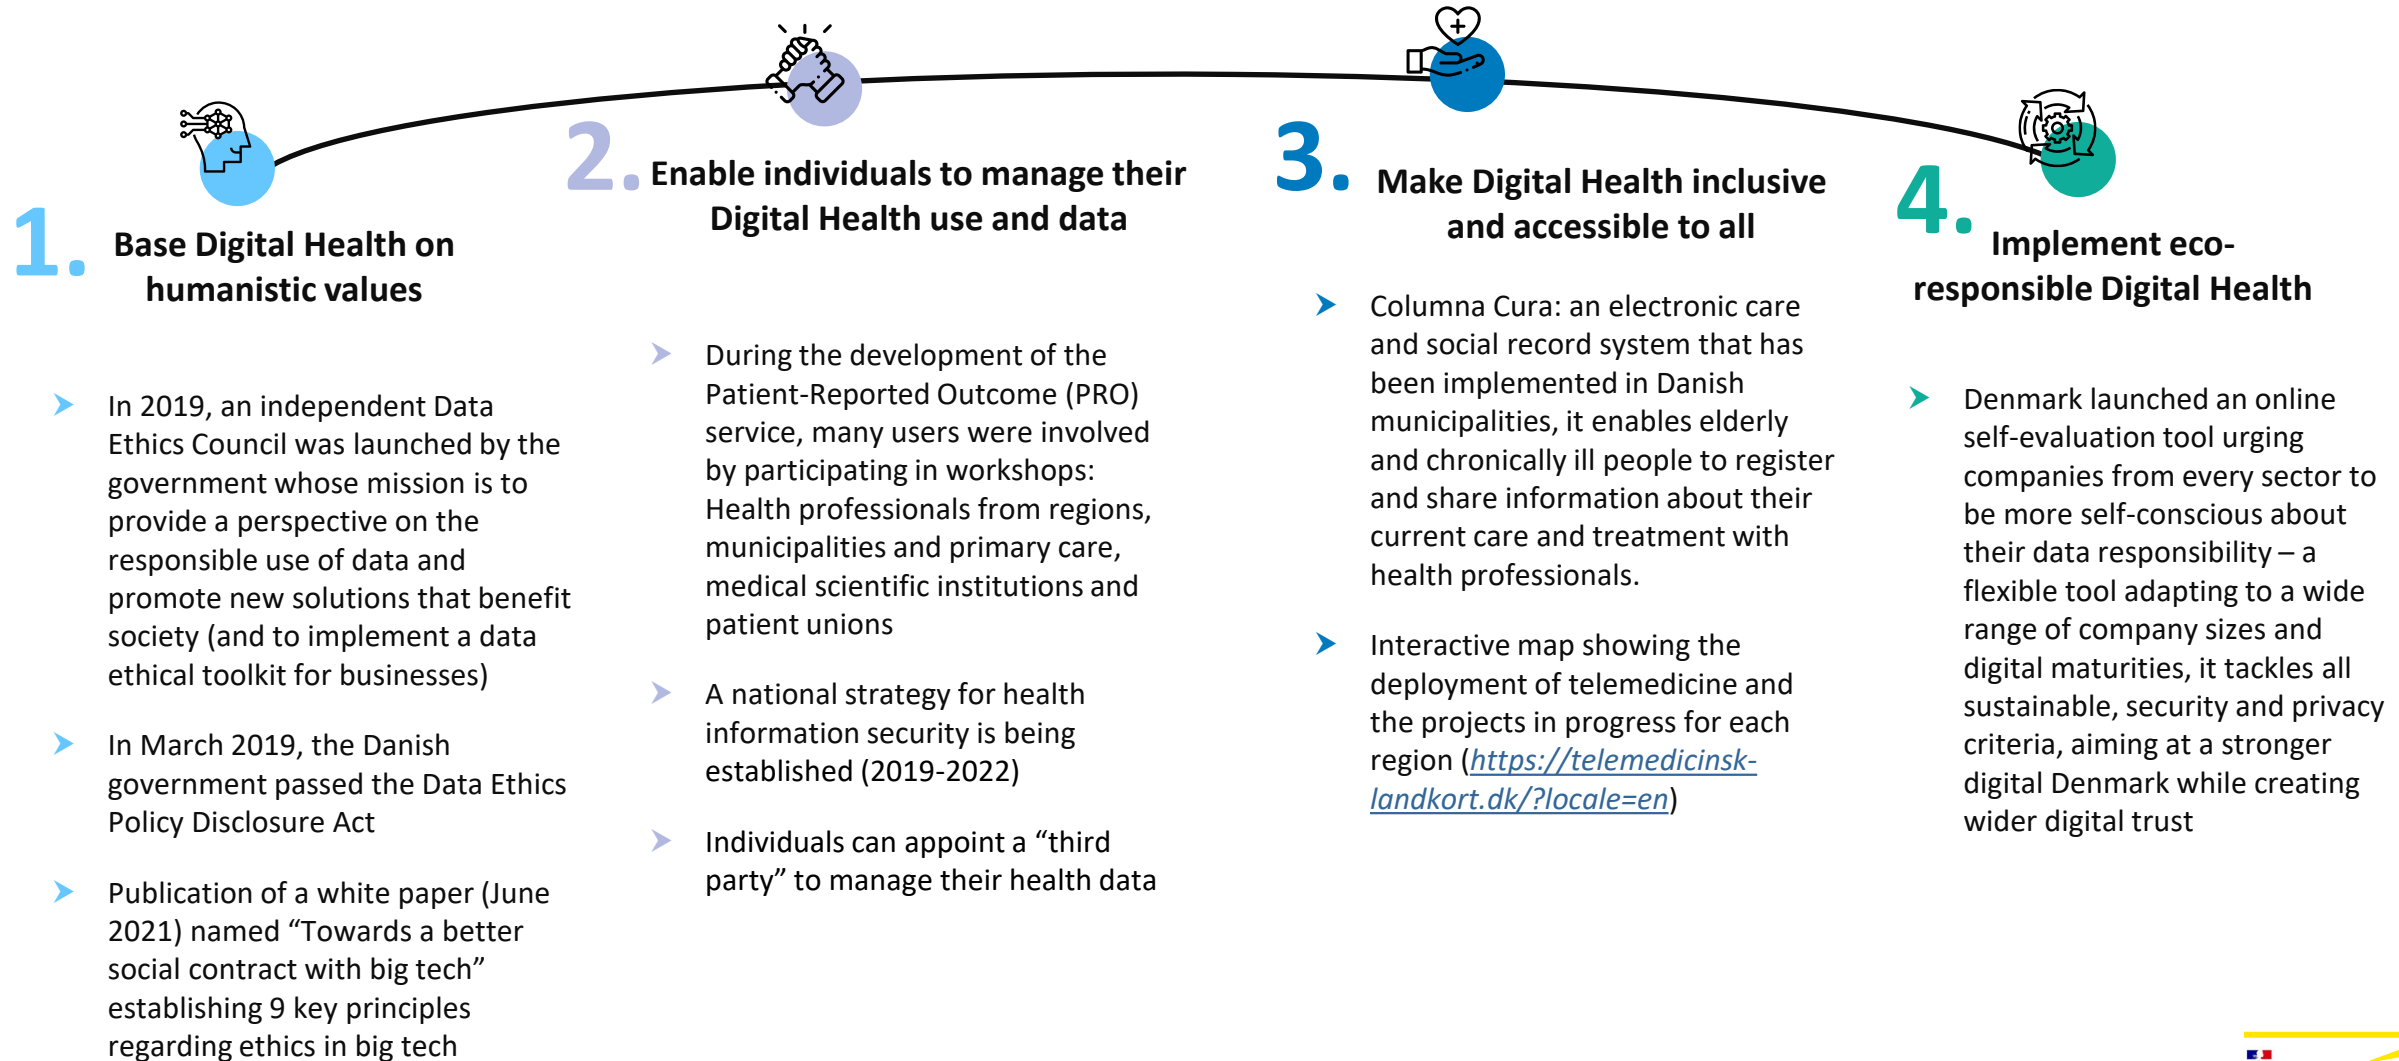 1.
Base Digital Health on
humanistic values
In 2019, an independent Data
Ethics Council was launched by the
government whose mission is to
provide a perspective on the
responsible use of data and
promote new solutions that benefit
society (and to implement a data
ethical toolkit for businesses)
In March 2019, the Danish
government passed the Data Ethics
Policy Disclosure Act
Publication of a white paper (June
2021) named “Towards a better
social contract with big tech”
establishing 9 key principles
regarding ethics in big tech
2.
Enable individuals to manage their
Digital Health use and data
During the development of the
Patient-Reported Outcome (PRO)
service, many users were involved
by participating in workshops:
Health professionals from regions,
municipalities and primary care,
medical scientific institutions and
patient unions
A national strategy for health
information security is being
established (2019-2022)
Individuals can appoint a “third
party” to manage their health data
3.
Make Digital Health inclusive
and accessible to all
Columna Cura: an electronic care
and social record system that has
been implemented in Danish
municipalities, it enables elderly
and chronically ill people to register
and share information about their
current care and treatment with
health professionals.
Interactive map showing the
deployment of telemedicine and
the projects in progress for each
region (https://telemedicinsk-
landkort.dk/?locale=en)
4.
Implement eco-
responsible Digital Health
Denmark launched an online
self-evaluation tool urging
companies from every sector to
be more self-conscious about
their data responsibility – a
flexible tool adapting to a wide
range of company sizes and
digital maturities, it tackles all
sustainable, security and privacy
criteria, aiming at a stronger
digital Denmark while creating
wider digital trust